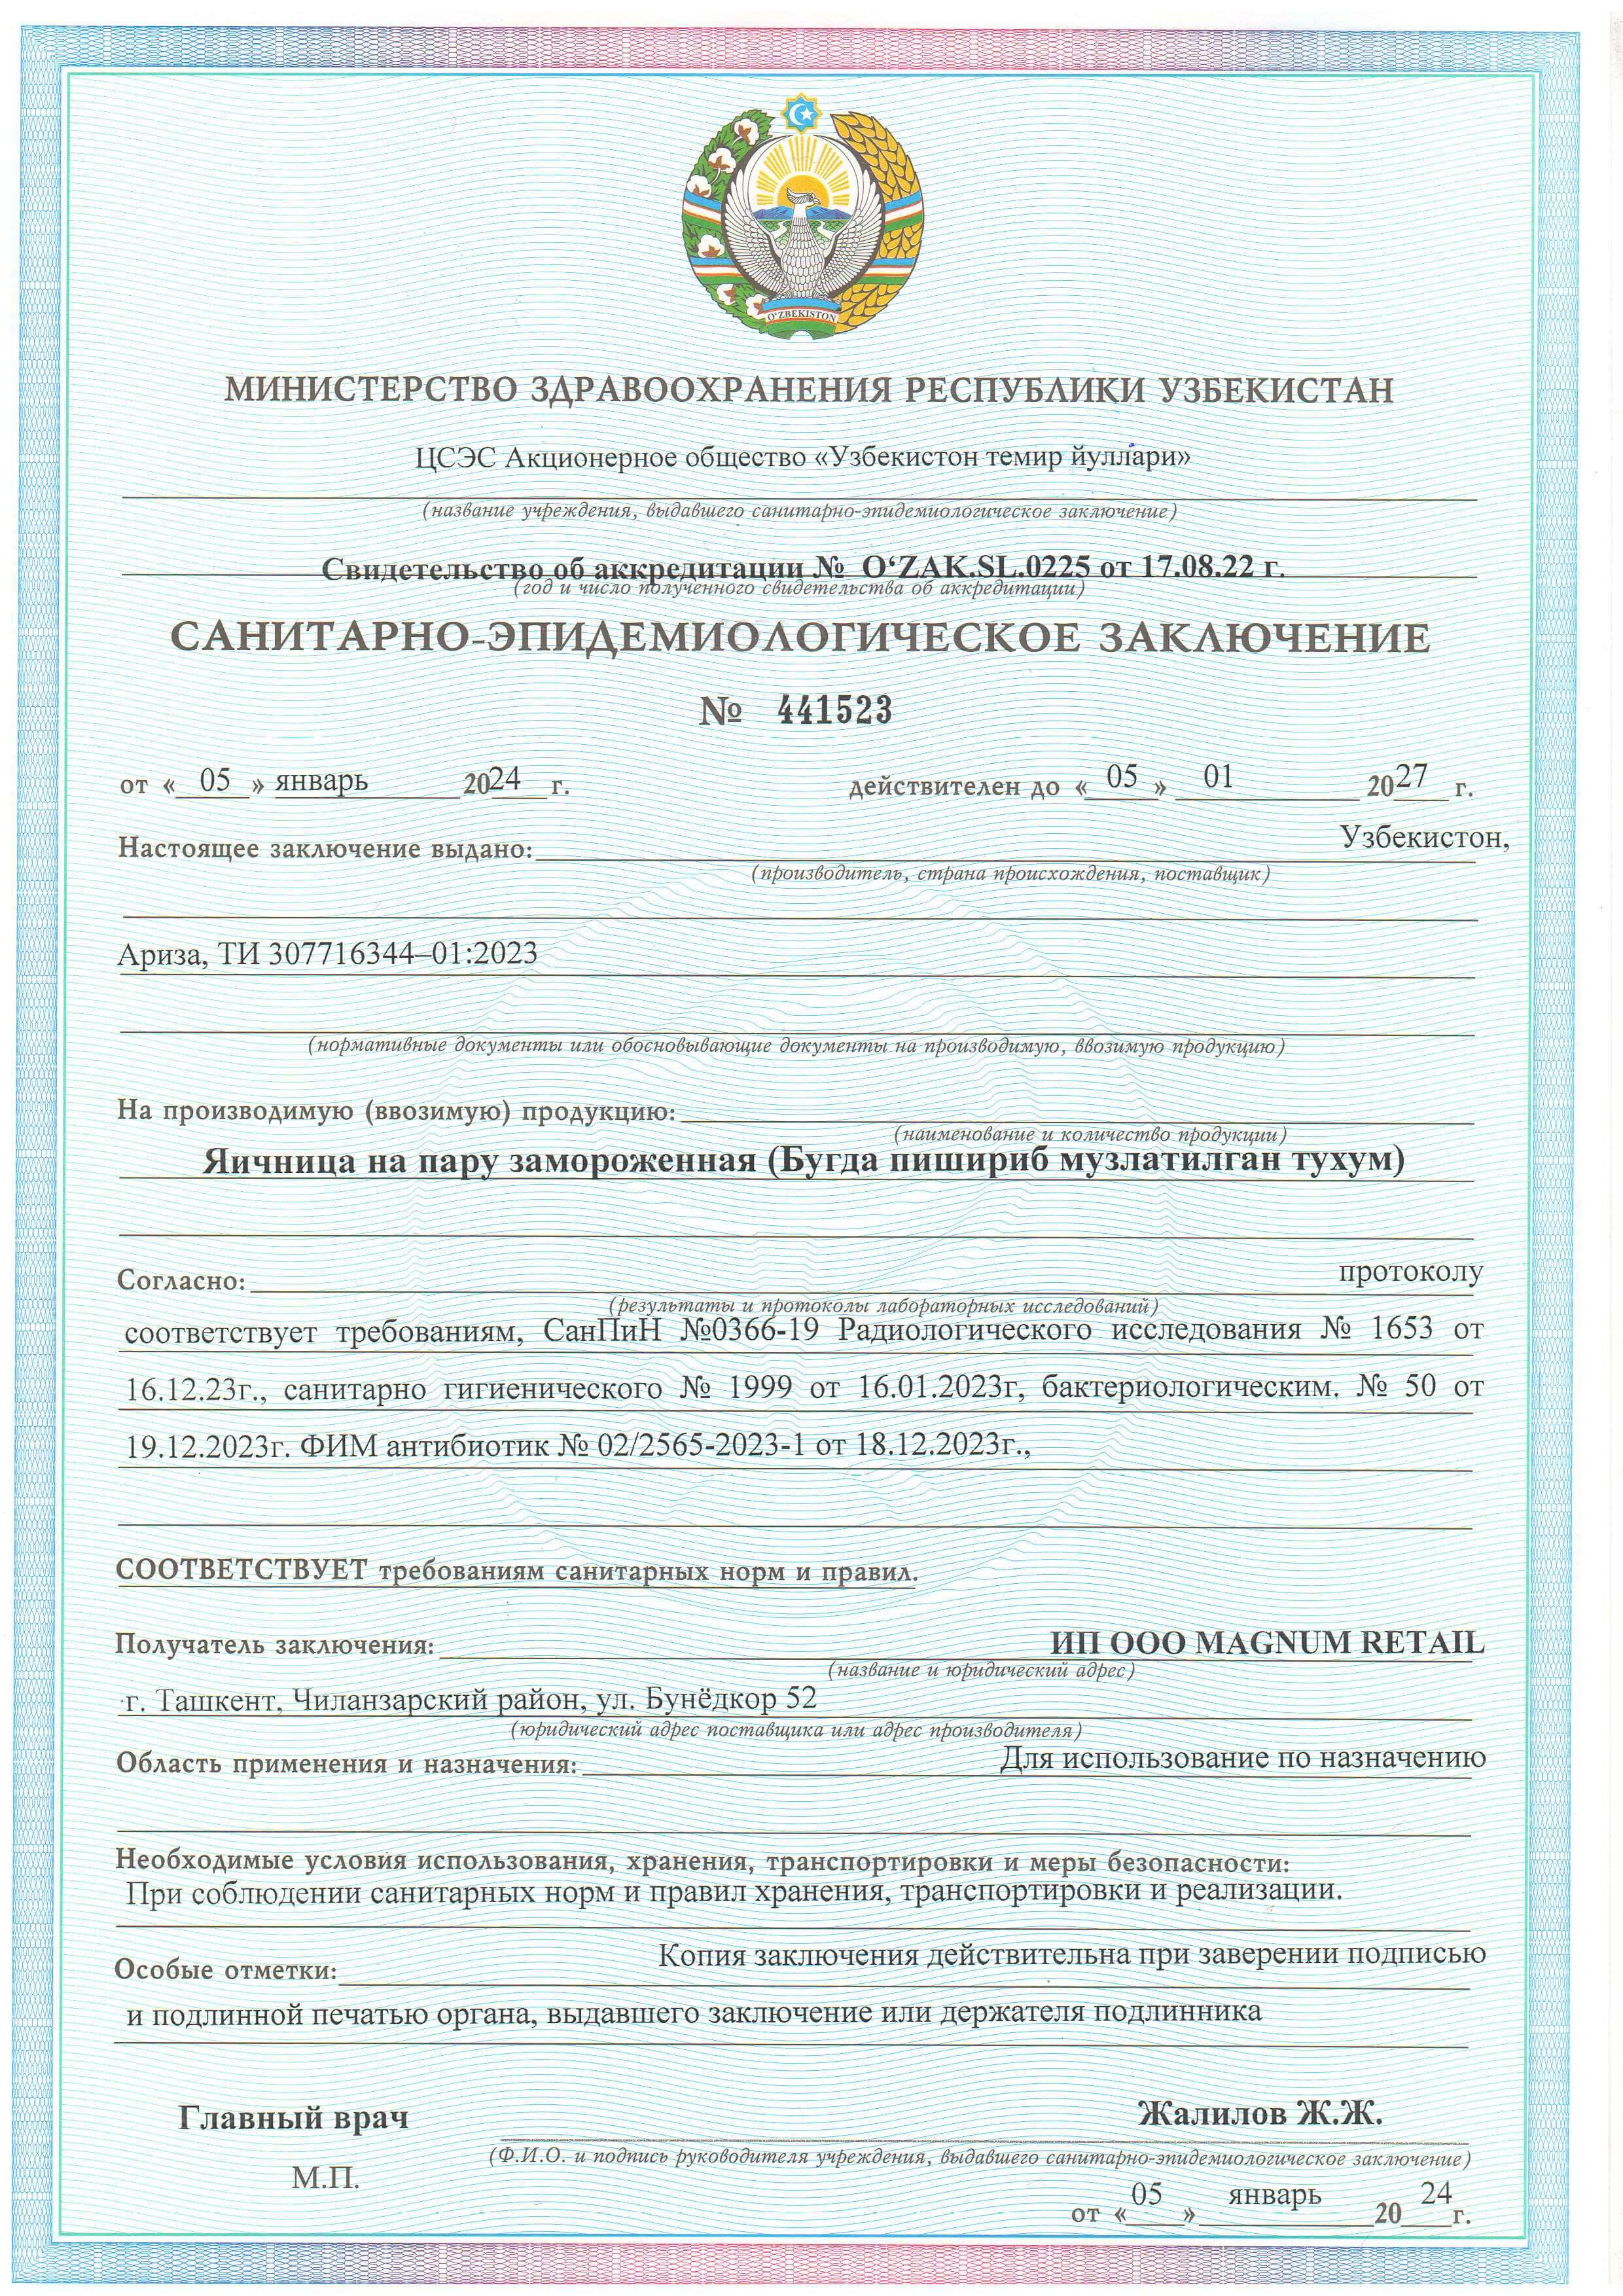 O‘ZBEKISTON
МИНИСТЕРСТВО ЗДРАВООХРАНЕНИЯ РЕСПУБЛИКИ УЗБЕКИСТАН
ЦСЭС Акционерное общество «Узбекистон темир йуллари»
(название учреждения, выдавшего санитарно-эпидемиологическое заключение)
Свидетельство об аккредитации № O‘ZAK.SL.0225 от 17.08.22 г.
(год и число полученного свидетельства об аккредитации)
САНИТАРНО-ЭПИДЕМИОЛОГИЧЕСКОЕ ЗАКЛЮЧЕНИЕ
№ 441523
от « 05 » январь 2024 г. действителен до « 05 » 01 2027 г.
Настоящее заключение выдано: Узбекистон,
(производитель, страна происхождения, поставщик)
Ариза, ТИ 307716344–01:2023
(нормативные документы или обосновывающие документы на производимую, ввозимую продукцию)
На производимую (ввозимую) продукцию:
(наименование и количество продукции)
Яичница на пару замороженная (Бугда пишириб музлатилган тухум)
Согласно: протоколу
(результаты и протоколы лабораторных исследований)
соответствует требованиям, СанПиН №0366-19 Радиологического исследования № 1653 от
16.12.23г., санитарно гигиенического № 1999 от 16.01.2023г, бактериологическим. № 50 от
19.12.2023г. ФИМ антибиотик № 02/2565-2023-1 от 18.12.2023г.,
СООТВЕТСТВУЕТ требованиям санитарных норм и правил.
Получатель заключения: ИП ООО MAGNUM RETAIL
(название и юридический адрес)
г. Ташкент, Чиланзарский район, ул. Бунёдкор 52
(юридический адрес поставщика или адрес производителя)
Область применения и назначения: Для использование по назначению
Необходимые условия использования, хранения, транспортировки и меры безопасности:
При соблюдении санитарных норм и правил хранения, транспортировки и реализации.
Особые отметки: Копия заключения действительна при заверении подписью
и подлинной печатью органа, выдавшего заключение или держателя подлинника
Главный врач Жалилов Ж.Ж.
(Ф.И.О. и подпись руководителя учреждения, выдавшего санитарно-эпидемиологическое заключение)
М.П.
от « 05 » январь 20 24 г.